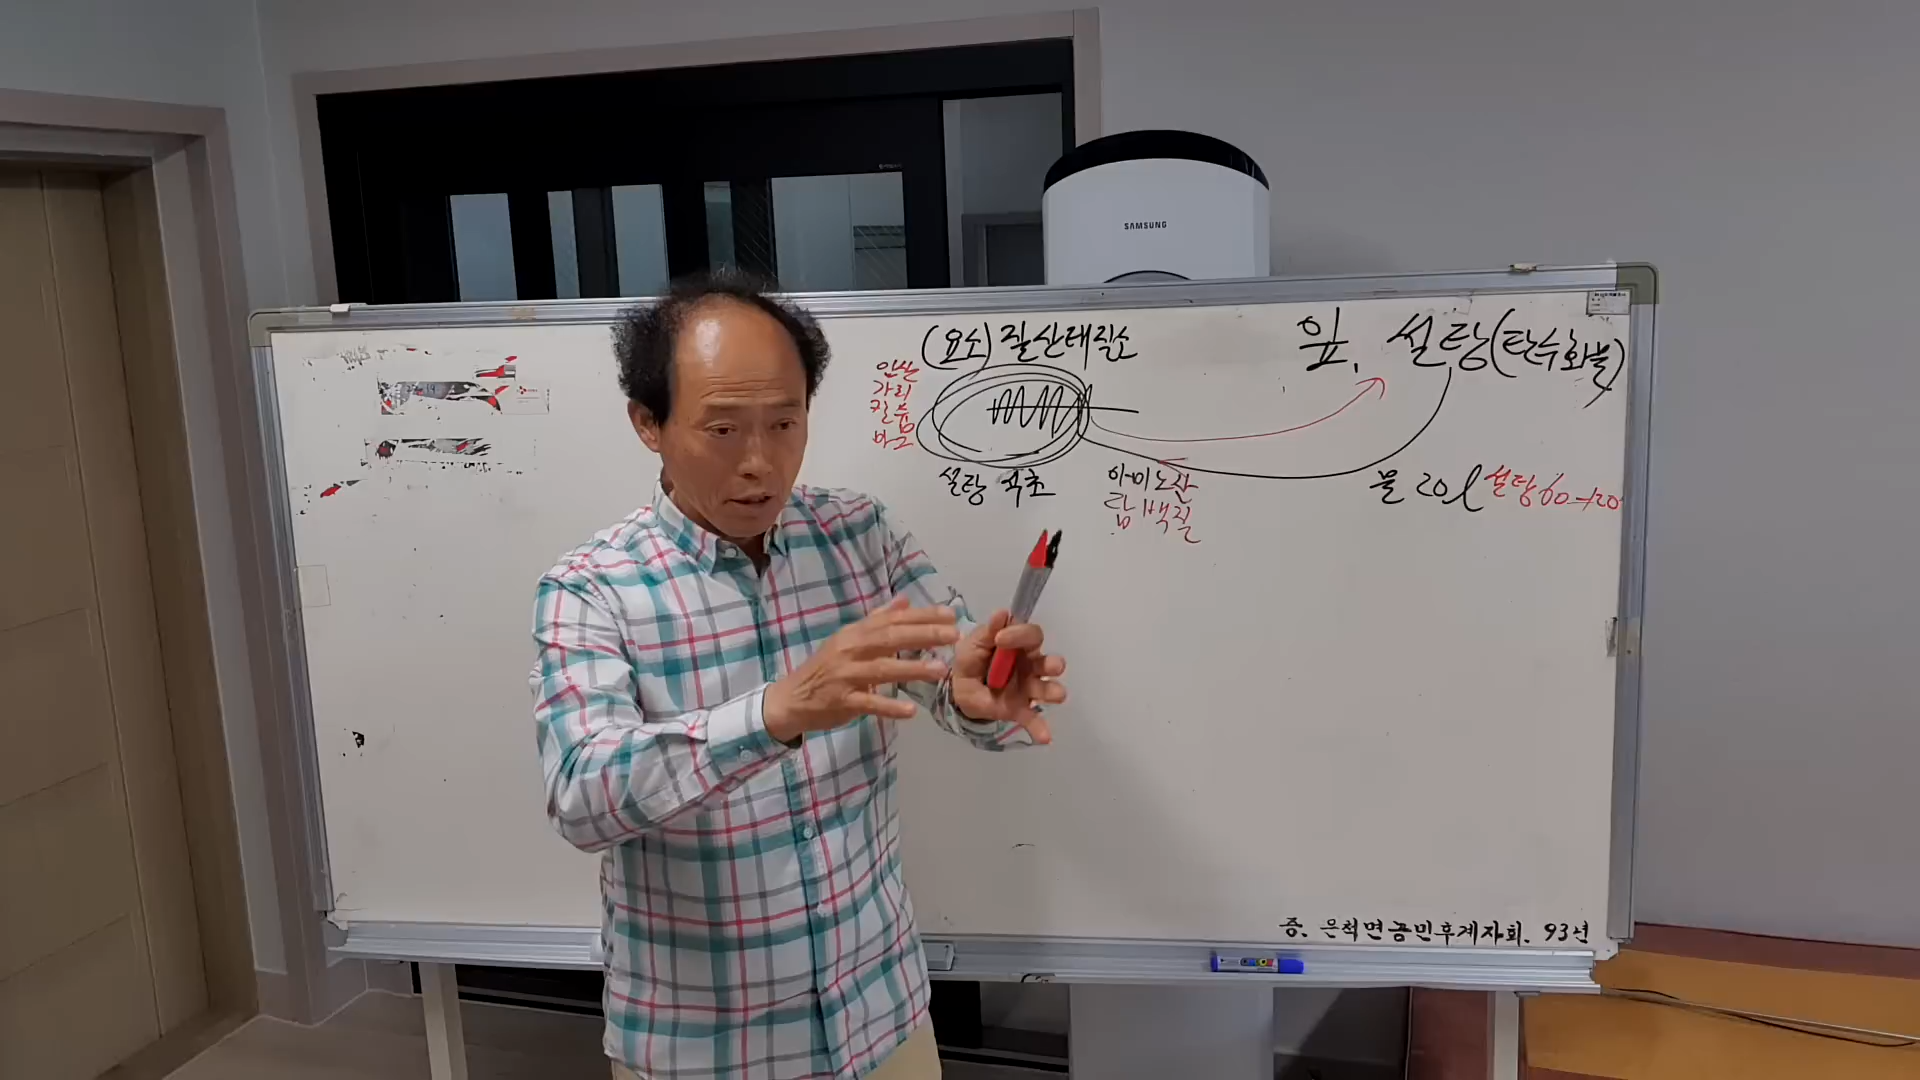 SAMSUNG
(요소) 질산태질소
인산
가리
칼슘
마그
설탕 식초
아미노산
단백질
잎, 설탕(탄수화물)
물 20ℓ 설탕 60→120
증. 은척면농민후계자회. 93년